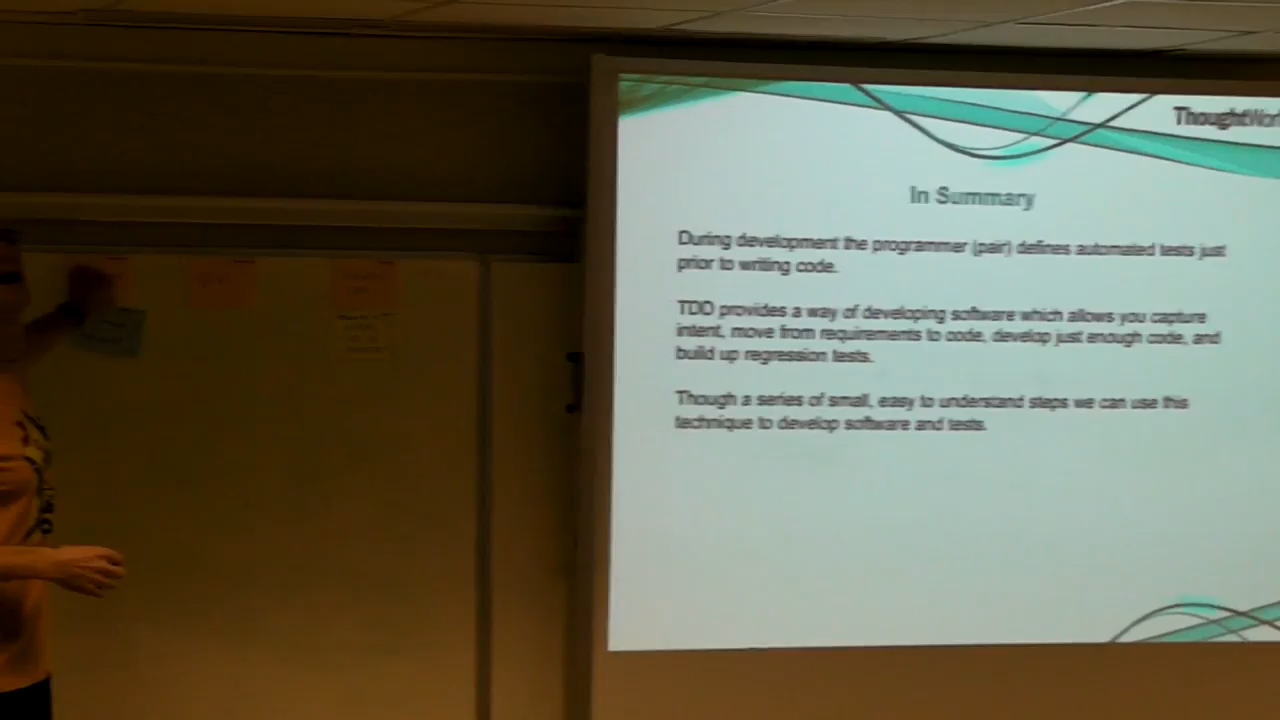 ThoughtWor
In Summary
During development the programmer (pair) defines automated tests just
prior to writing code.
TDD provides a way of developing software which allows you capture
intent, move from requirements to code, develop just enough code, and
build up regression tests.
Though a series of small, easy to understand steps we can use this
technique to develop software and tests.